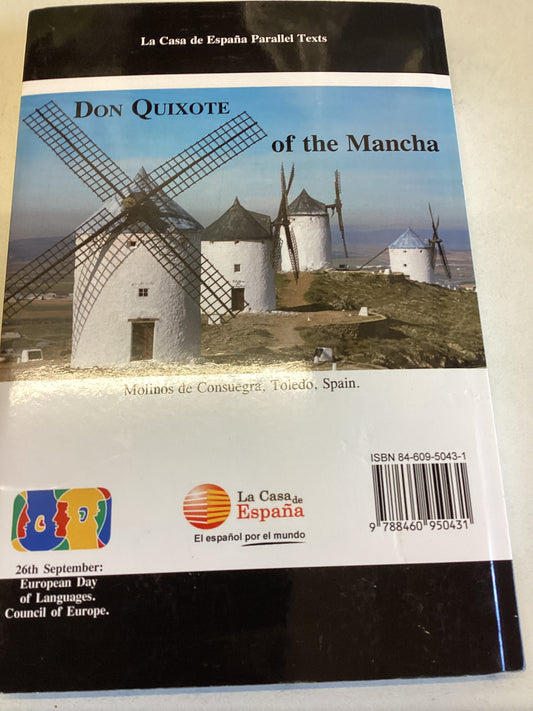 La Casa de España Parallel Texts
DON QUIXOTE
of the Mancha
Molinos de Consuegra, Toledo, Spain.
ISBN 84-609-5043-1
9 788460 950431
La Casa de
España
El español por el mundo
26th September:
European Day
of Languages.
Council of Europe.